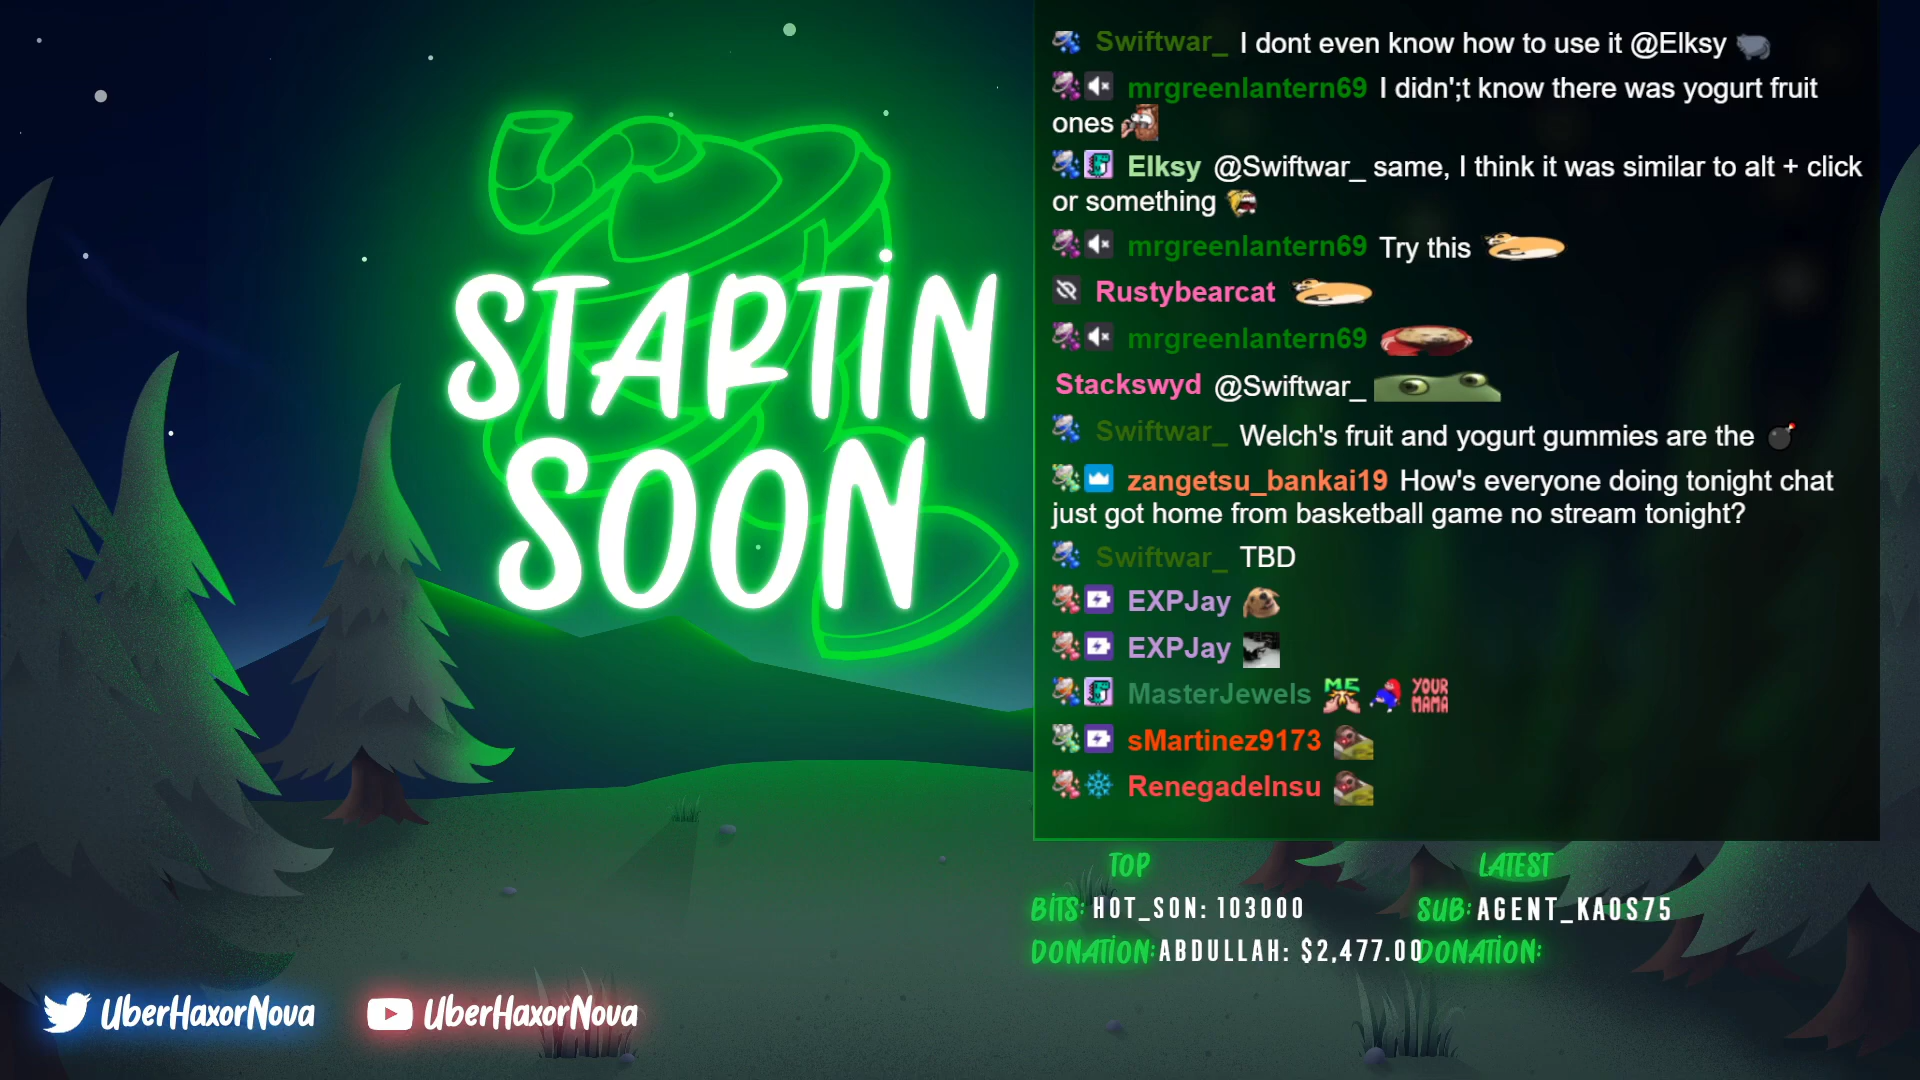 STARTIN
SOON
Swiftwar_ I dont even know how to use it @Elksy
mrgreenlantern69 I didn';t know there was yogurt fruit
ones
Elksy @Swiftwar_ same, I think it was similar to alt + click
or something
mrgreenlantern69 Try this
Rustybearcat
mrgreenlantern69
Stackswyd @Swiftwar_
Swiftwar_ Welch's fruit and yogurt gummies are the
zangetsu_bankai19 How's everyone doing tonight chat
just got home from basketball game no stream tonight?
Swiftwar_ TBD
EXPJay
EXPJay
MasterJewels ME YOUR MAMA
sMartinez9173
RenegadeInsu
TOP
BITS: HOT_SON: 103000
DONATION: ABDULLAH: $2,477.00
LATEST
SUB: AGENT_KAOS75
DONATION:
UberHaxorNova
UberHaxorNova